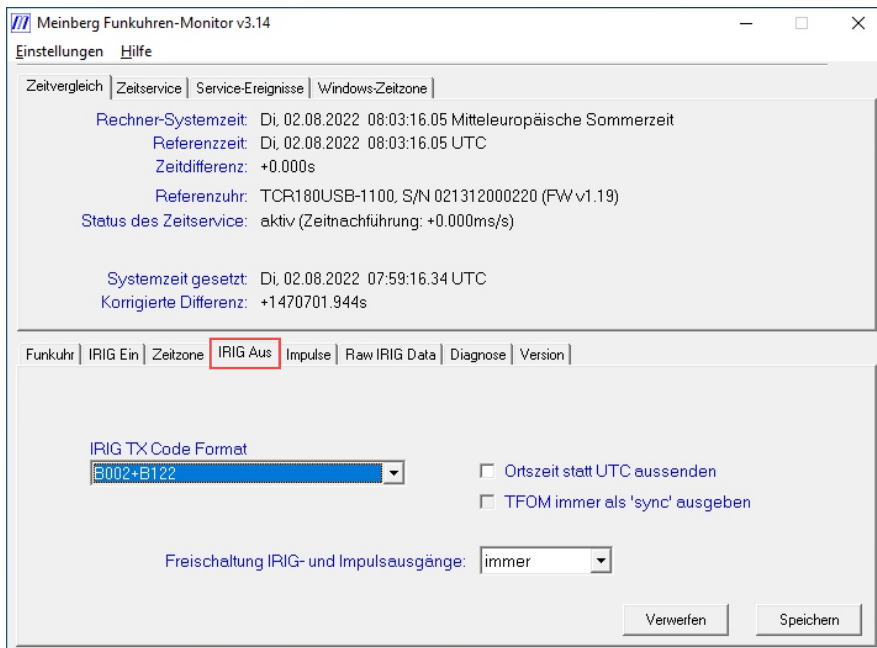 Meinberg Funkuhren-Monitor v3.14
Einstellungen Hilfe
Zeitvergleich Zeitservice Service-Ereignisse Windows-Zeitzone
Rechner-Systemzeit: Di, 02.08.2022 08:03:16.05 Mitteleuropäische Sommerzeit
Referenzzeit: Di, 02.08.2022 08:03:16.05 UTC
Zeitdifferenz: +0.000s
Referenzuhr: TCR180USB-1100, S/N 021312000220 (FW v1.19)
Status des Zeitservice: aktiv (Zeitnachführung: +0.000ms/s)
Systemzeit gesetzt: Di, 02.08.2022 07:59:16.34 UTC
Korrigierte Differenz: +1470701.944s
Funkuhr IRIG Ein Zeitzone IRIG Aus Impulse Raw IRIG Data Diagnose Version
IRIG TX Code Format
B002+B122
Ortszeit statt UTC aussenden
TFOM immer als 'sync' ausgeben
Freischaltung IRIG- und Impulsausgänge: immer
Verwerfen Speichern